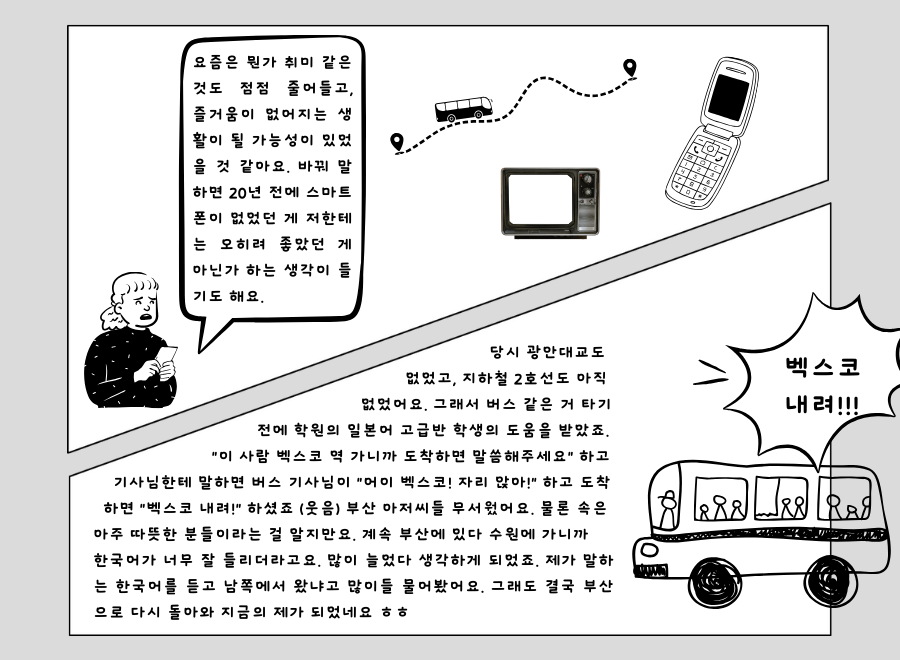 요즘은 뭔가 취미 같은
것도 점점 줄어들고,
즐거움이 없어지는 생
활이 될 가능성이 있었
을 것 같아요. 바꿔 말
하면 20년 전에 스마트
폰이 없었던 게 저한테
는 오히려 좋았던 게
아닌가 하는 생각이 들
기도 해요.
당시 광안대교도
없었고, 지하철 2호선도 아직
없었어요. 그래서 버스 같은 거 타기
전에 학원의 일본어 고급반 학생의 도움을 받았죠.
"이 사람 벡스코 역 가니까 도착하면 말씀해주세요" 하고
기사님한테 말하면 버스 기사님이 "어이 벡스코! 자리 앉아!" 하고 도착
하면 "벡스코 내려!" 하셨죠 (웃음) 부산 아저씨들 무서웠어요. 물론 속은
아주 따뜻한 분들이라는 걸 알지만요. 계속 부산에 있다 수원에 가니까
한국어가 너무 잘 들리더라고요. 많이 늘었다 생각하게 되었죠. 제가 말하
는 한국어를 듣고 남쪽에서 왔냐고 많이들 물어봤어요. 그래도 결국 부산
으로 다시 돌아와 지금의 제가 되었네요 ㅎㅎ
벡스코
내려!!!